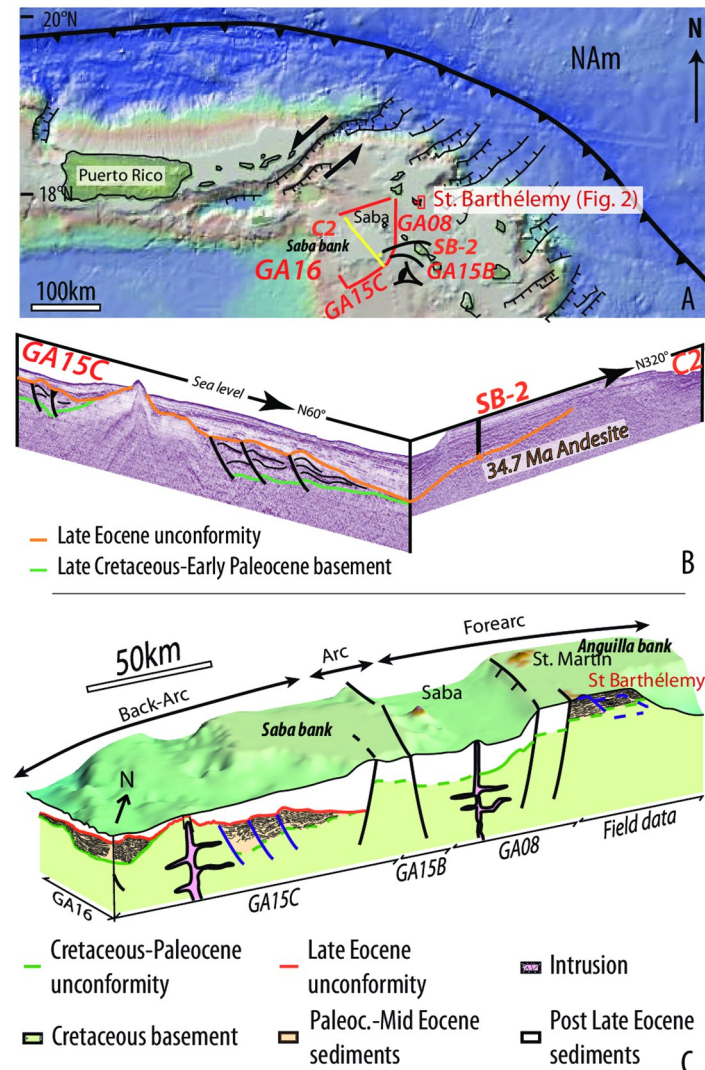 20°N
NAm
N
Puerto Rico
18°N
St. Barthélemy (Fig. 2)
Saba
C2
GA08
Saba bank
SB-2
GA16
GA15B
GA15C
100km
A
GA15C
Sea level
N60°
N320°
C2
SB-2
34.7 Ma Andesite
Late Eocene unconformity
Late Cretaceous-Early Paleocene basement
B
50km
Back-Arc
Arc
Forearc
Anguilla bank
St. Martin
St Barthélemy
Saba
Saba bank
N
GA16
GA15C
GA15B
GA08
Field data
Cretaceous-Paleocene
unconformity
Late Eocene
unconformity
Intrusion
Cretaceous basement
Paleoc.-Mid Eocene
sediments
Post Late Eocene
sediments
C